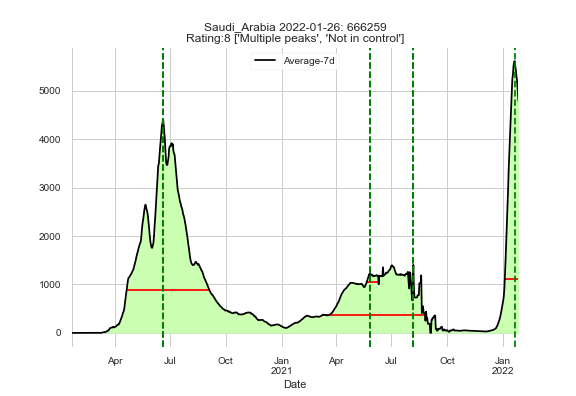 Saudi_Arabia 2022-01-26: 666259
Rating:8 ['Multiple peaks', 'Not in control']
Average-7d
5000
4000
3000
2000
1000
0
Apr Jul Oct Jan Apr Jul Oct Jan
2021 2022
Date